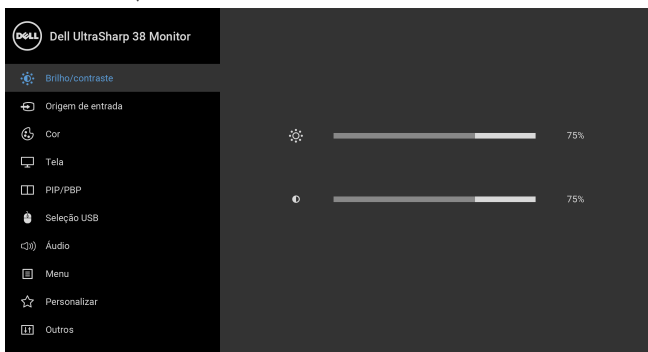 DELL
Dell UltraSharp 38 Monitor
Brilho/contraste
Origem de entrada
Cor
75%
Tela
PIP/PBP
75%
Seleção USB
Áudio
Menu
Personalizar
Outros